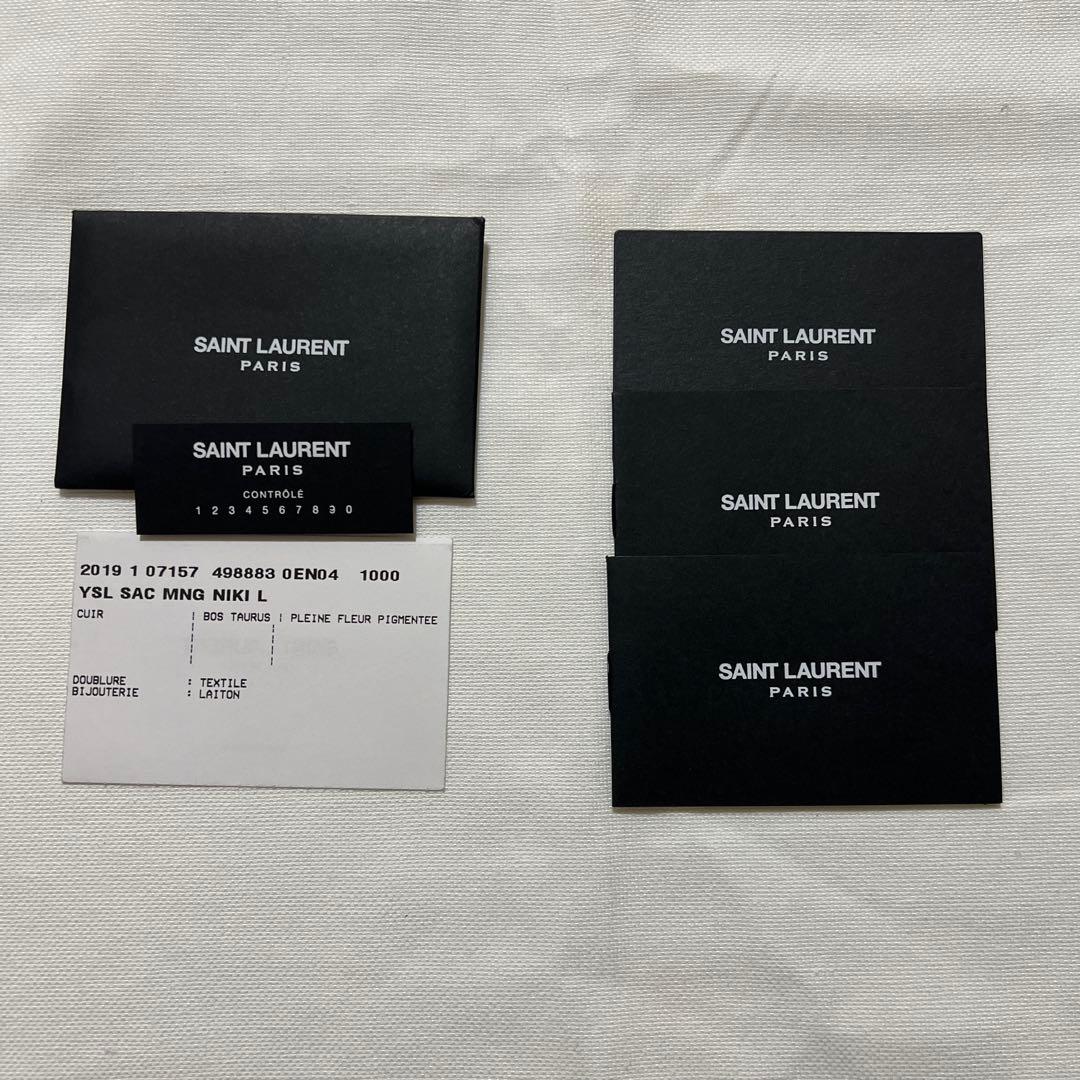 SAINT LAURENT
PARIS
SAINT LAURENT
PARIS
CONTRÔLÉ
1 2 3 4 5 6 7 8 9 0
2019 1 07157 498883 0EN04 1000
YSL SAC MNG NIKI L
CUIR | BOS TAURUS | PLEINE FLEUR PIGMENTEE
DOUBLURE : TEXTILE
BIJOUTERIE : LAITON
SAINT LAURENT
PARIS
SAINT LAURENT
PARIS
SAINT LAURENT
PARIS